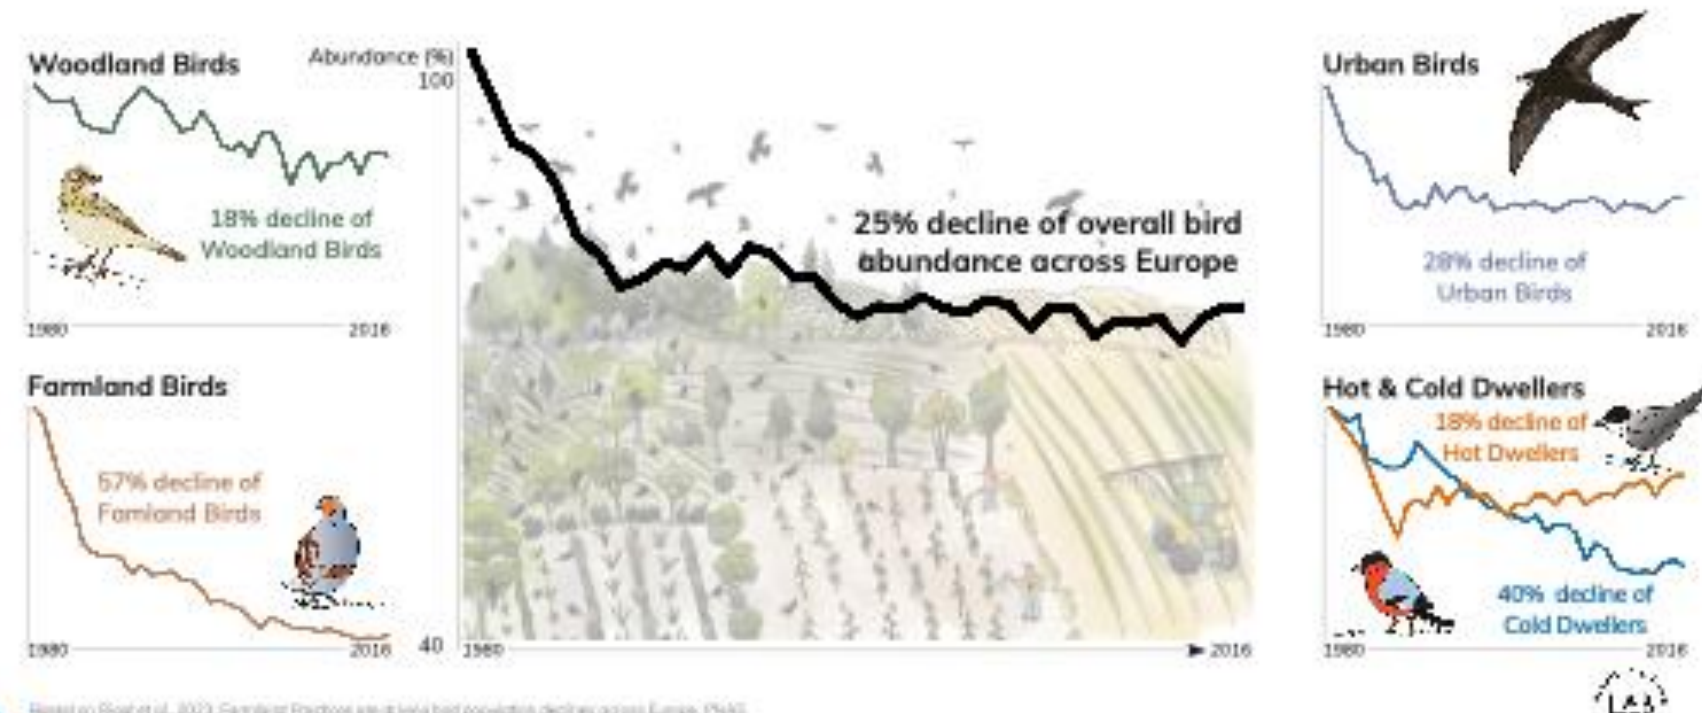 Woodland Birds
18% decline of
Woodland Birds
1980
2016
Farmland Birds
57% decline of
Famland Birds
1980
2016
Abundance (%)
100
25% decline of overall bird
abundance across Europe
40
1980
2016
Urban Birds
28% decline of
Urban Birds
1980
2016
Hot & Cold Dwellers
18% decline of
Hot Dwellers
40% decline of
Cold Dwellers
1980
2016